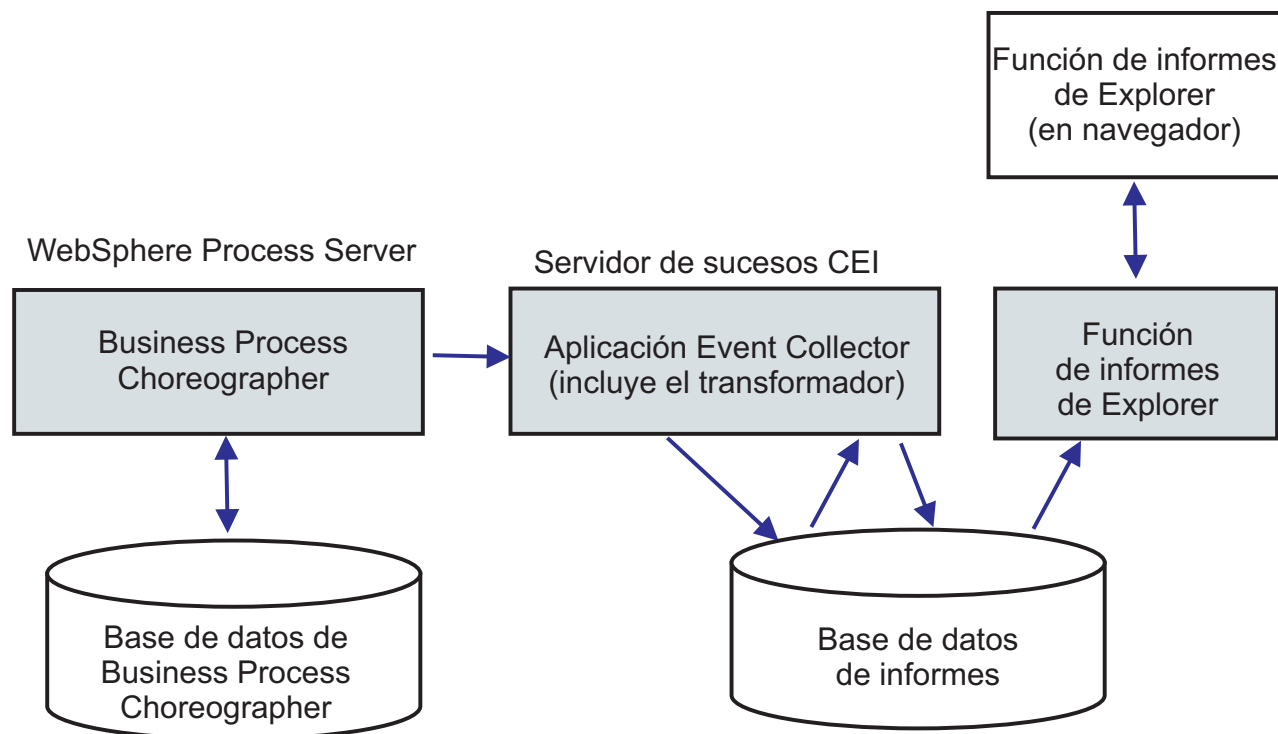 Función de informes
de Explorer
(en navegador)
WebSphere Process Server
Servidor de sucesos CEI
Business Process
Choreographer
Aplicación Event Collector
(incluye el transformador)
Función
de informes
de Explorer
Base de datos de
Business Process
Choreographer
Base de datos
de informes